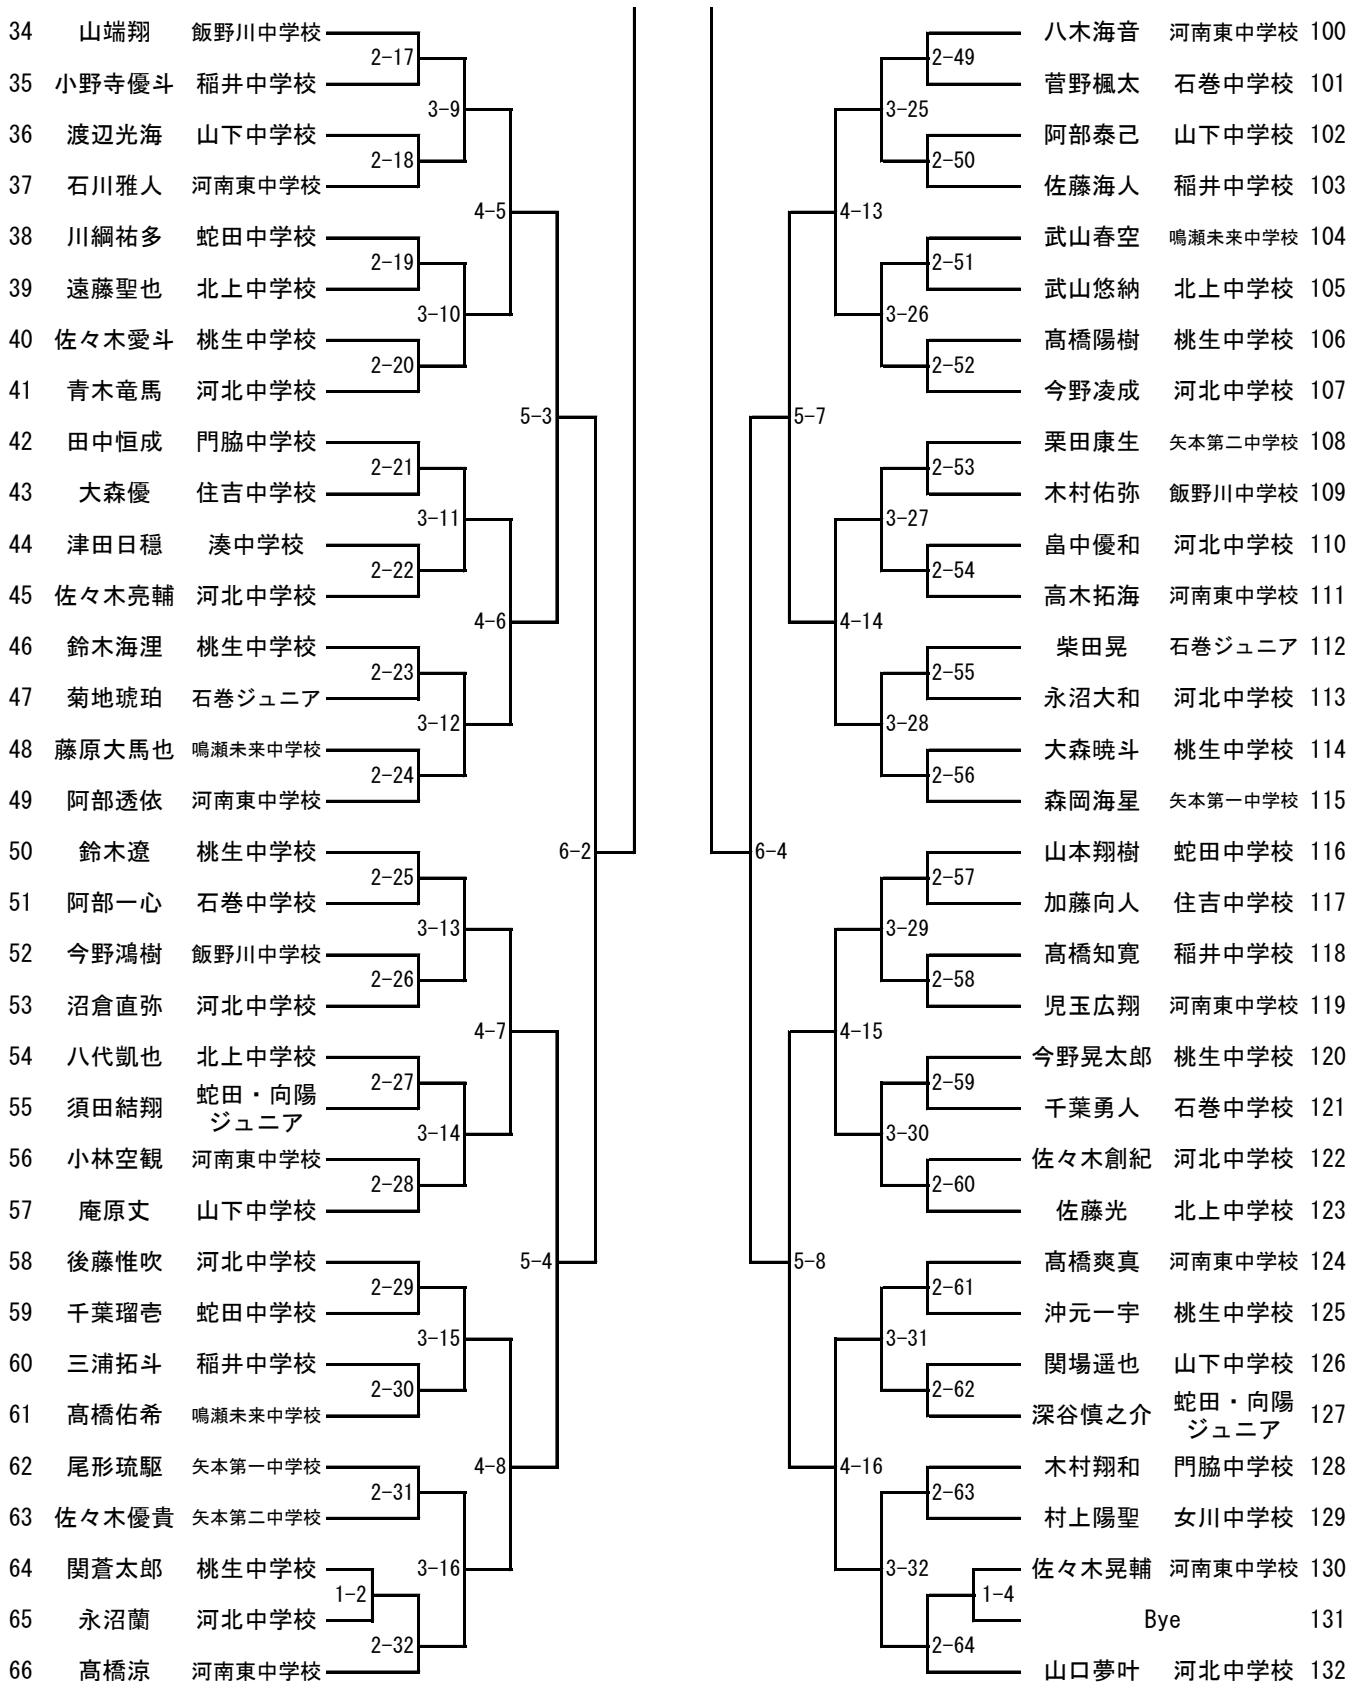 34 山端翔 飯野川中学校
35 小野寺優斗 稲井中学校
36 渡辺光海 山下中学校
37 石川雅人 河南東中学校
38 川綱祐多 蛇田中学校
39 遠藤聖也 北上中学校
40 佐々木愛斗 桃生中学校
41 青木竜馬 河北中学校
42 田中恒成 門脇中学校
43 大森優 住吉中学校
44 津田日穏 湊中学校
45 佐々木亮輔 河北中学校
46 鈴木海浬 桃生中学校
47 菊地琥珀 石巻ジュニア
48 藤原大馬也 鳴瀬未来中学校
49 阿部透依 河南東中学校
50 鈴木遼 桃生中学校
51 阿部一心 石巻中学校
52 今野鴻樹 飯野川中学校
53 沼倉直弥 河北中学校
54 八代凱也 北上中学校
55 須田結翔 蛇田・向陽
ジュニア
56 小林空観 河南東中学校
57 庵原丈 山下中学校
58 後藤惟吹 河北中学校
59 千葉瑠壱 蛇田中学校
60 三浦拓斗 稲井中学校
61 髙橋佑希 鳴瀬未来中学校
62 尾形琉駆 矢本第一中学校
63 佐々木優貴 矢本第二中学校
64 関蒼太郎 桃生中学校
65 永沼蘭 河北中学校
66 髙橋涼 河南東中学校
1-2
2-17
2-18
2-19
2-20
2-21
2-22
2-23
2-24
2-25
2-26
2-27
2-28
2-29
2-30
2-31
2-32
3-9
3-10
3-11
3-12
3-13
3-14
3-15
3-16
4-5
4-6
4-7
4-8
5-3
5-4
6-2
6-4
5-7
5-8
4-13
4-14
4-15
4-16
3-25
3-26
3-27
3-28
3-29
3-30
3-31
3-32
2-49
2-50
2-51
2-52
2-53
2-54
2-55
2-56
2-57
2-58
2-59
2-60
2-61
2-62
2-63
2-64
1-4
八木海音 河南東中学校 100
菅野楓太 石巻中学校 101
阿部泰己 山下中学校 102
佐藤海人 稲井中学校 103
武山春空 鳴瀬未来中学校 104
武山悠納 北上中学校 105
髙橋陽樹 桃生中学校 106
今野凌成 河北中学校 107
栗田康生 矢本第二中学校 108
木村佑弥 飯野川中学校 109
畠中優和 河北中学校 110
高木拓海 河南東中学校 111
柴田晃 石巻ジュニア 112
永沼大和 河北中学校 113
大森暁斗 桃生中学校 114
森岡海星 矢本第一中学校 115
山本翔樹 蛇田中学校 116
加藤向人 住吉中学校 117
髙橋知寛 稲井中学校 118
児玉広翔 河南東中学校 119
今野晃太郎 桃生中学校 120
千葉勇人 石巻中学校 121
佐々木創紀 河北中学校 122
佐藤光 北上中学校 123
髙橋爽真 河南東中学校 124
沖元一宇 桃生中学校 125
関場遥也 山下中学校 126
深谷慎之介 蛇田・向陽 127
ジュニア
木村翔和 門脇中学校 128
村上陽聖 女川中学校 129
佐々木晃輔 河南東中学校 130
Bye 131
山口夢叶 河北中学校 132